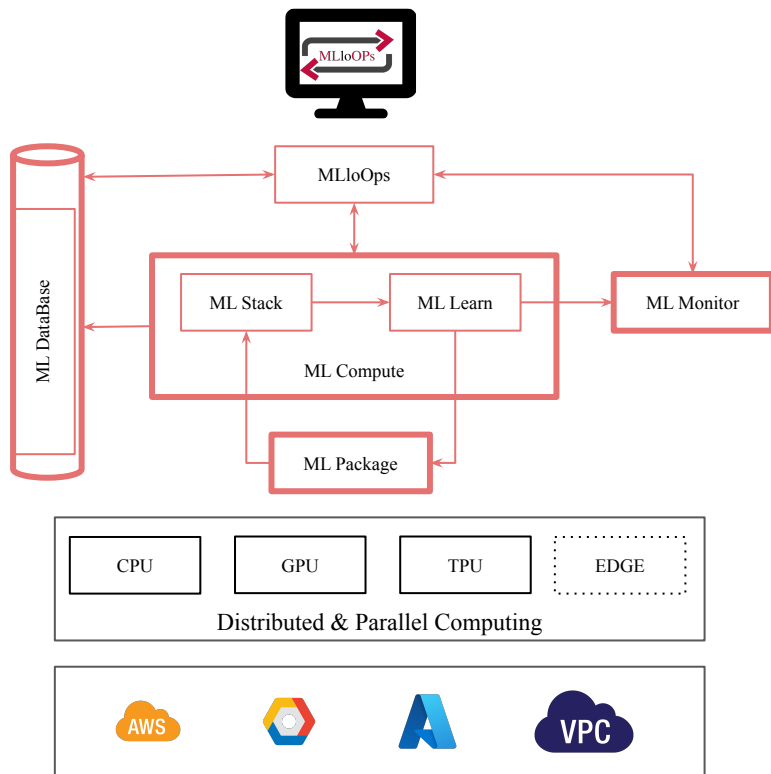 MLloOPs
MLloOps
ML DataBase
ML Stack
ML Learn
ML Monitor
ML Compute
ML Package
CPU
GPU
TPU
EDGE
Distributed & Parallel Computing
AWS
VPC